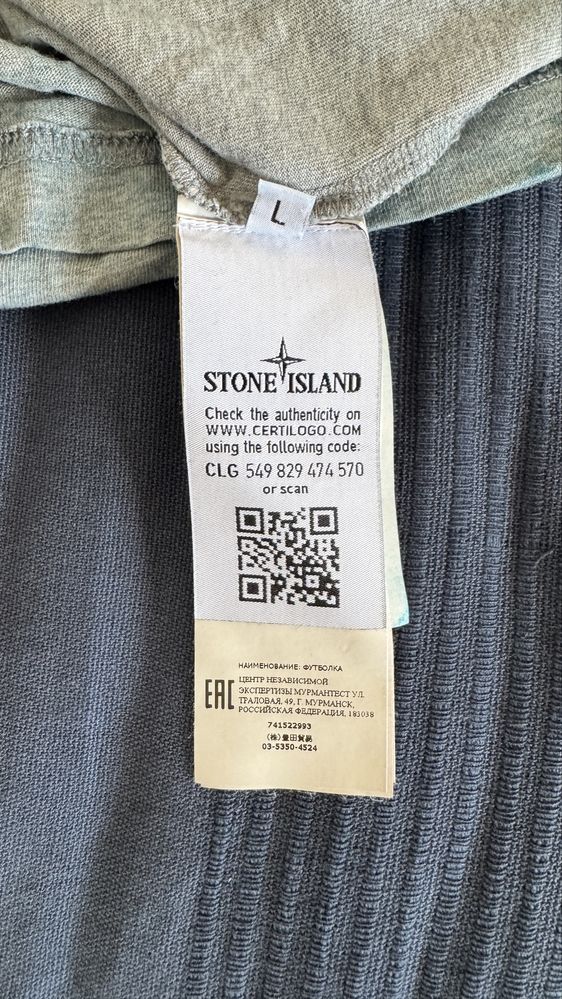 L
STONE ISLAND
Check the authenticity on
WWW.CERTILOGO.COM
using the following code:
CLG 549 829 474 570
or scan
НАИМЕНОВАНИЕ: ФУТБОЛКА
EAC
ЦЕНТР НЕЗАВИСИМОЙ
ЭКСПЕРТИЗЫ МУРМАНТЕСТ УЛ.
ТРАЛОВАЯ, 49, Г. МУРМАНСК,
РОССИЙСКАЯ ФЕДЕРАЦИЯ, 183038
741522993
(株)豊田貿易
03-5350-4524